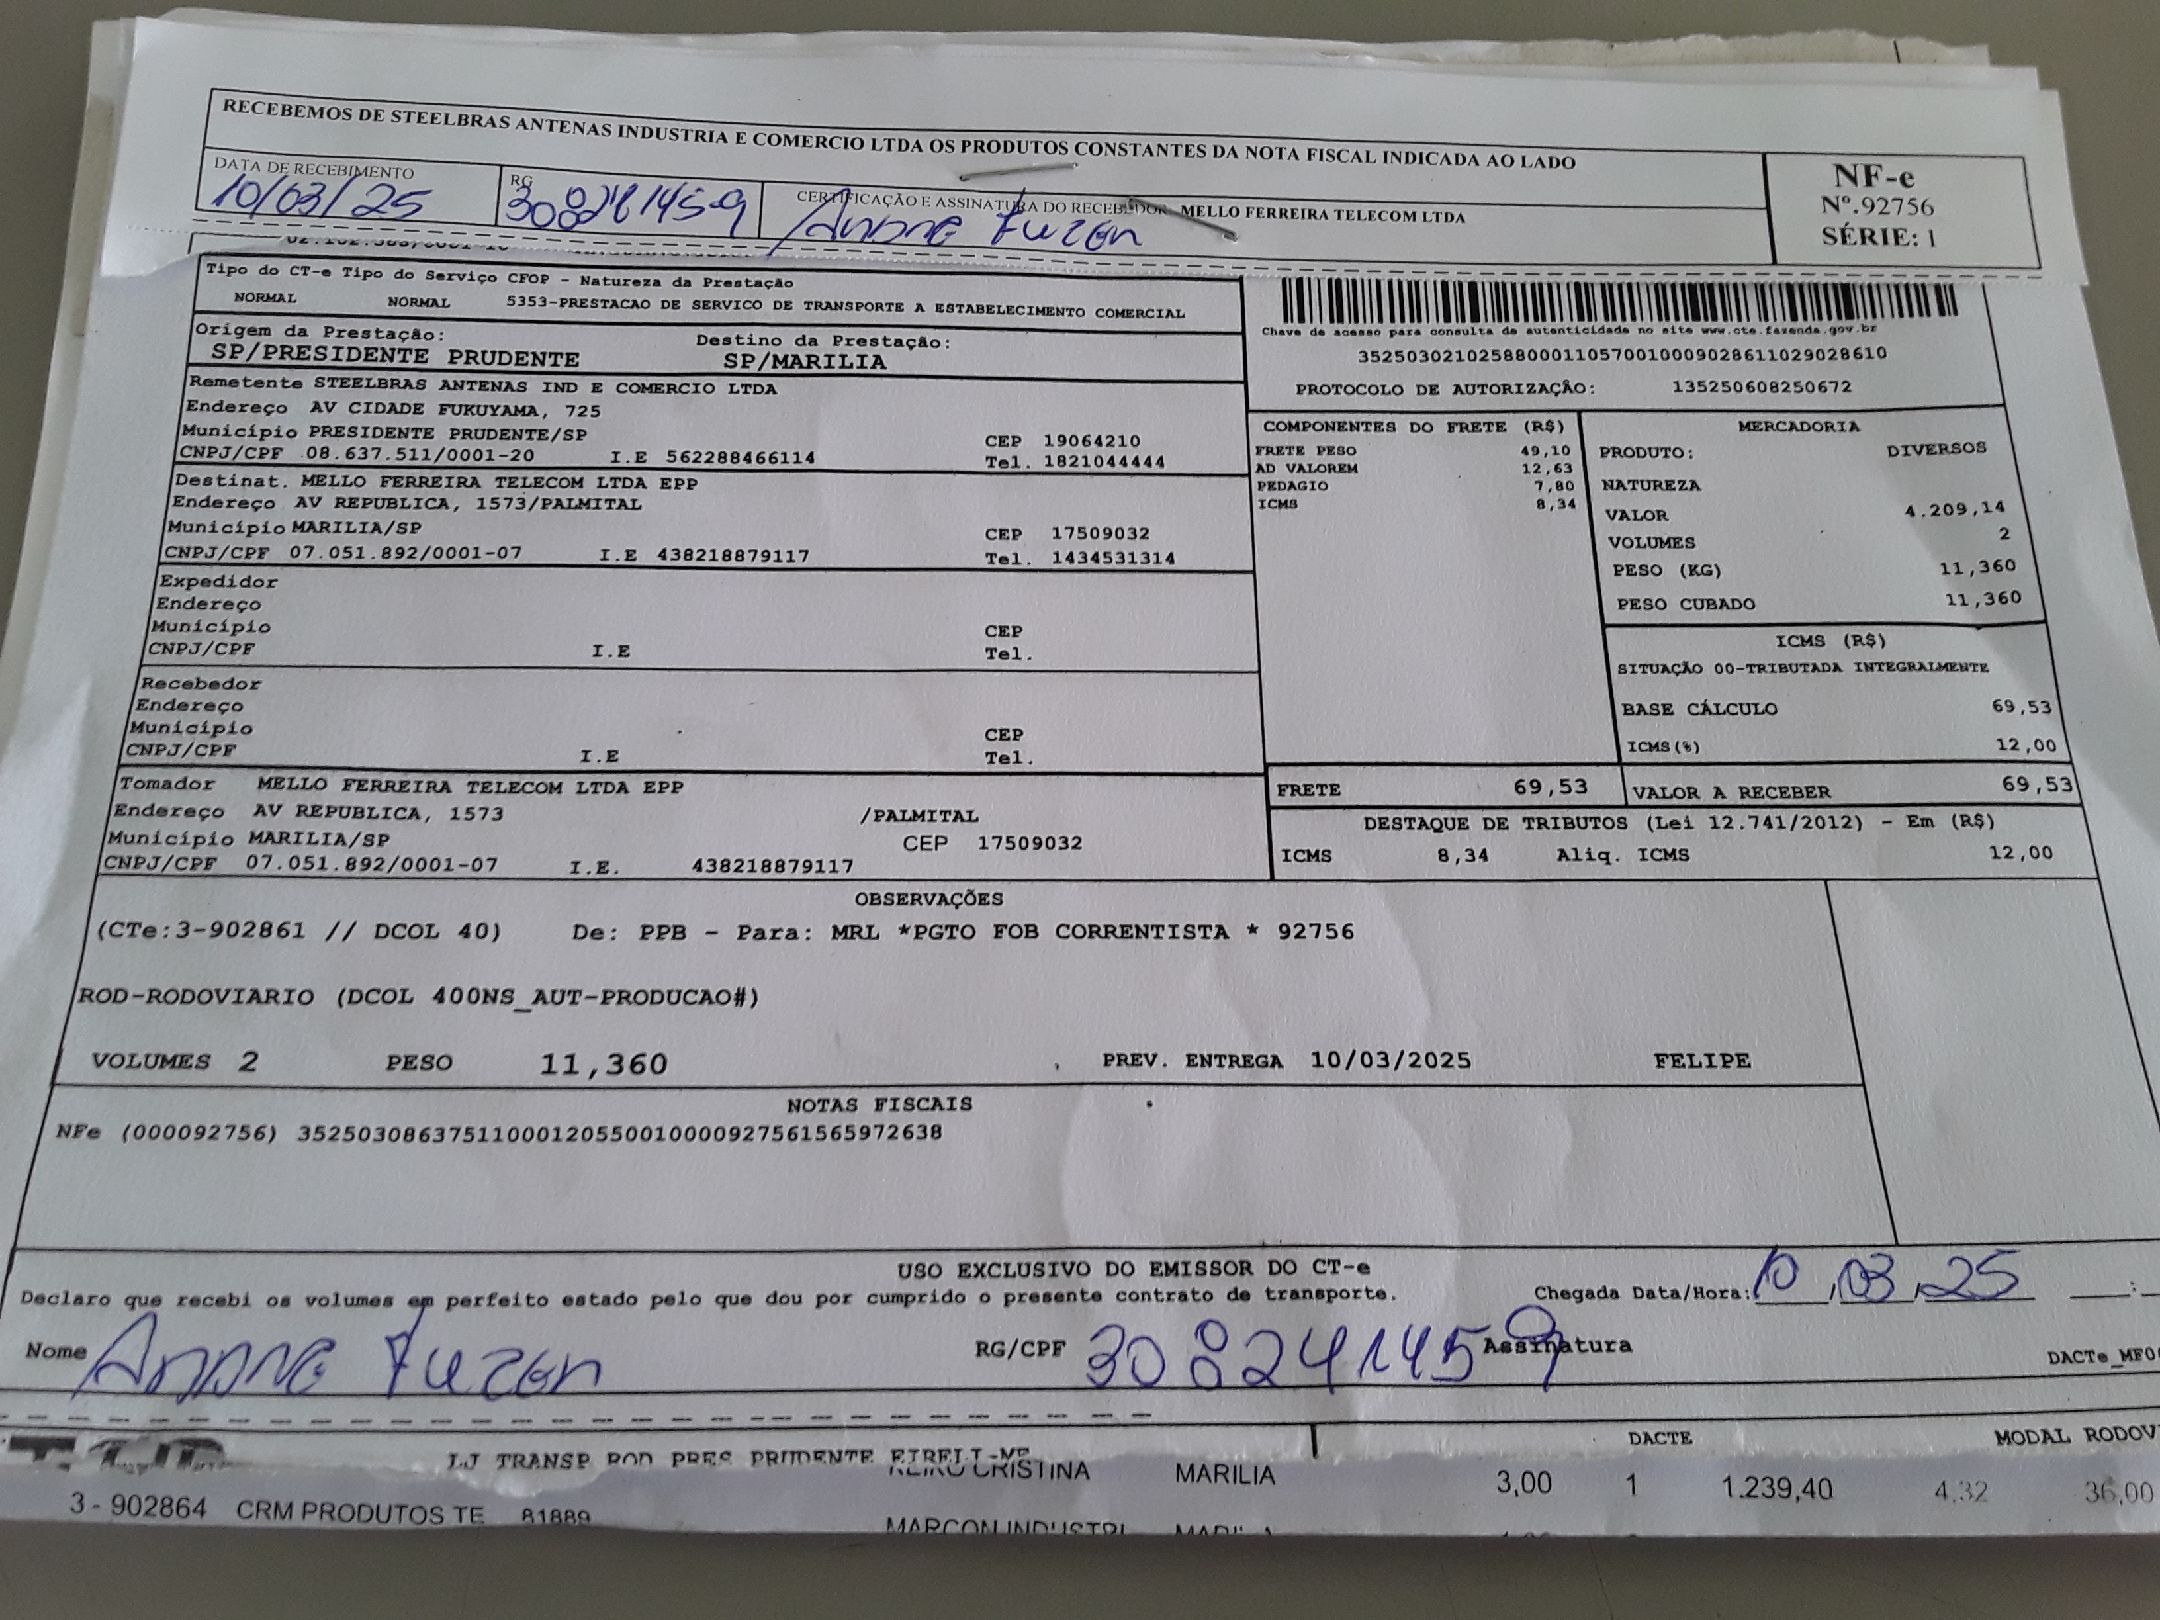 RECEBEMOS DE STEELBRAS ANTENAS INDUSTRIA E COMERCIO LTDA OS PRODUTOS CONSTANTES DA NOTA FISCAL INDICADA AO LADO
NF-e
Nº.92756
SÉRIE: 1
DATA DE RECEBIMENTO
10/03/25
RG
308241459
CERTIFICAÇÃO E ASSINATURA DO RECEBEDOR MELLO FERREIRA TELECOM LTDA
Tipo do CT-e Tipo do Serviço CFOP - Natureza da Prestação
NORMAL NORMAL 5353-PRESTACAO DE SERVICO DE TRANSPORTE A ESTABELECIMENTO COMERCIAL
Origem da Prestação: Destino da Prestação:
SP/PRESIDENTE PRUDENTE SP/MARILIA
Chave de acesso para consulta de autenticidade no site www.cte.fazenda.gov.br
35250302102588000110570010009028611029028610
PROTOCOLO DE AUTORIZAÇÃO: 135250608250672
Remetente STEELBRAS ANTENAS IND E COMERCIO LTDA
Endereço AV CIDADE FUKUYAMA, 725
Município PRESIDENTE PRUDENTE/SP CEP 19064210
CNPJ/CPF 08.637.511/0001-20 I.E 562288466114 Tel. 1821044444
Destinat. MELLO FERREIRA TELECOM LTDA EPP
Endereço AV REPUBLICA, 1573/PALMITAL
Município MARILIA/SP CEP 17509032
CNPJ/CPF 07.051.892/0001-07 I.E 438218879117 Tel. 1434531314
Expedidor
Endereço
Município CEP
CNPJ/CPF I.E Tel.
Recebedor
Endereço
Município CEP
CNPJ/CPF I.E Tel.
Tomador MELLO FERREIRA TELECOM LTDA EPP
Endereço AV REPUBLICA, 1573 /PALMITAL
Município MARILIA/SP CEP 17509032
CNPJ/CPF 07.051.892/0001-07 I.E. 438218879117
COMPONENTES DO FRETE (R$)
FRETE PESO 49,10
AD VALOREM 12,63
PEDAGIO 7,80
ICMS 8,34
MERCADORIA
PRODUTO: DIVERSOS
NATUREZA
VALOR 4.209,14
VOLUMES 2
PESO (KG) 11,360
PESO CUBADO 11,360
ICMS (R$)
SITUAÇÃO 00-TRIBUTADA INTEGRALMENTE
BASE CÁLCULO 69,53
ICMS(%) 12,00
FRETE 69,53 VALOR A RECEBER 69,53
DESTAQUE DE TRIBUTOS (Lei 12.741/2012) - Em (R$)
ICMS 8,34 Aliq. ICMS 12,00
OBSERVAÇÕES
(CTe:3-902861 // DCOL 40) De: PPB - Para: MRL *PGTO FOB CORRENTISTA * 92756
ROD-RODOVIARIO (DCOL 400NS_AUT-PRODUCAO#)
VOLUMES 2 PESO 11,360 PREV. ENTREGA 10/03/2025 FELIPE
NOTAS FISCAIS
NFe (000092756) 35250308637511000120550010000927561565972638
USO EXCLUSIVO DO EMISSOR DO CT-e
Declaro que recebi os volumes em perfeito estado pelo que dou por cumprido o presente contrato de transporte. Chegada Data/Hora: 10 03 25 :
Nome RG/CPF 308241459 Assinatura
DACTE MODAL
LJ TRANSP ROD PRES PRUDENTE EIRELI-ME
CRISTINA MARILIA 3,00 1 1.239,40 4,32 36,00
3 - 902864 CRM PRODUTOS TE 81889